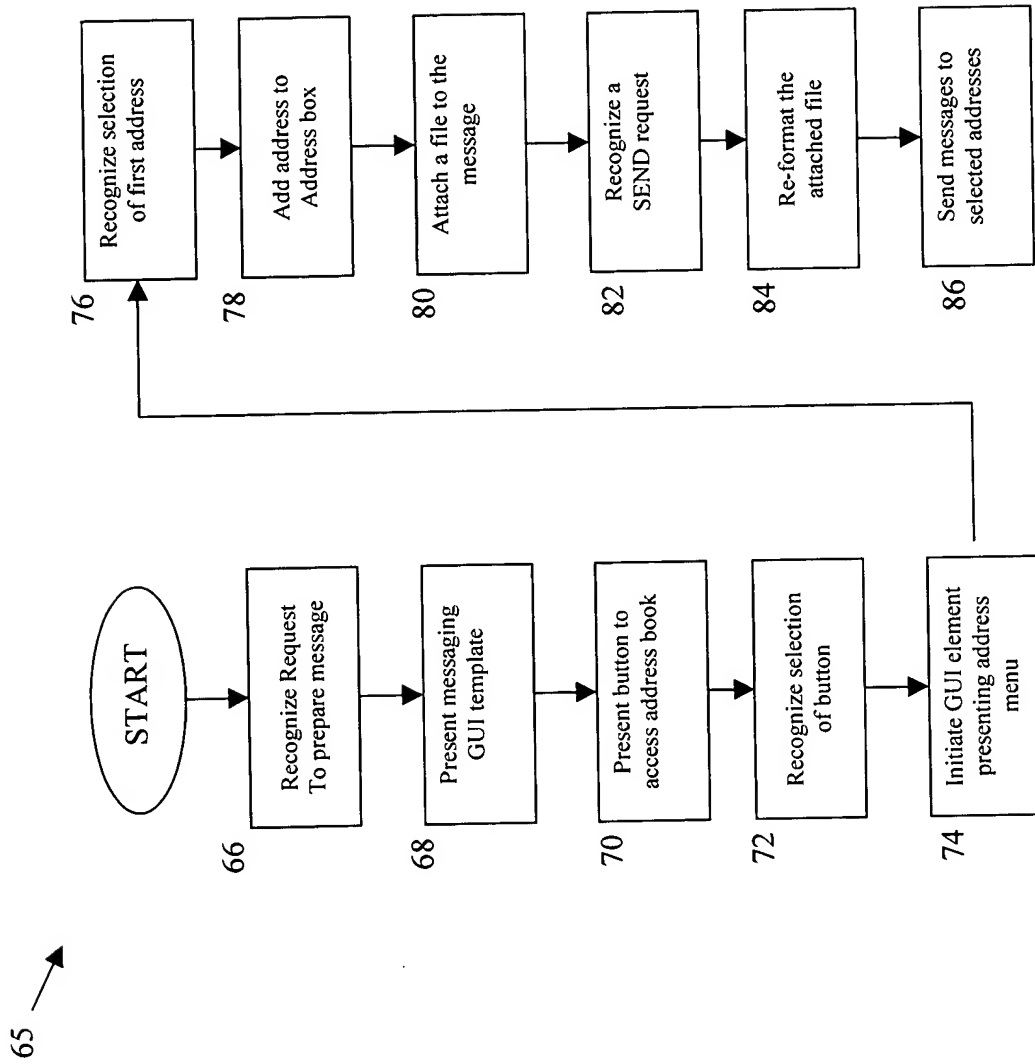 65
START
66
Recognize Request
To prepare message
68
Present messaging
GUI template
70
Present button to
access address book
72
Recognize selection
of button
74
Initiate GUI element
presenting address
menu
76
Recognize selection
of first address
78
Add address to
Address box
80
Attach a file to the
message
82
Recognize a
SEND request
84
Re-format the
attached file
86
Send messages to
selected addresses